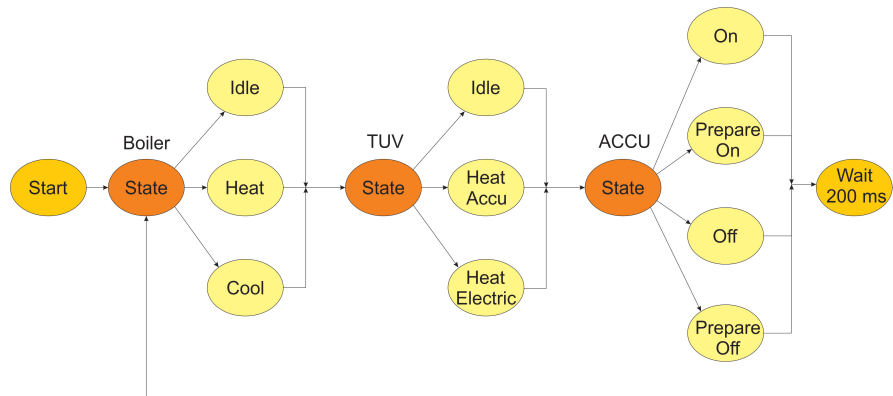 Start
Boiler
State
Idle
Heat
Cool
TUV
State
Idle
Heat
Accu
Heat
Electric
ACCU
State
On
Prepare
On
Off
Prepare
Off
Wait
200 ms